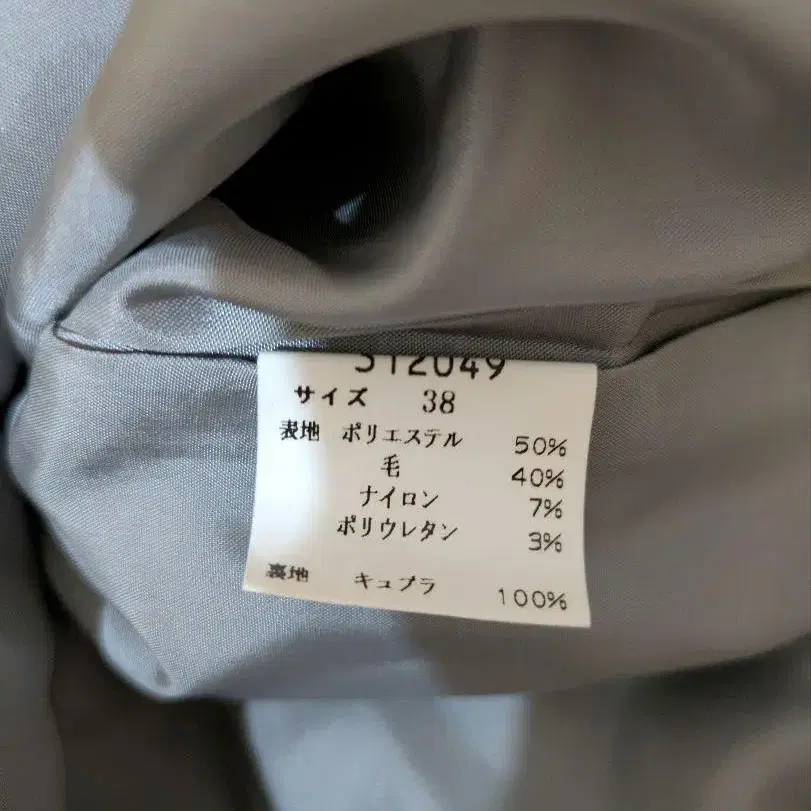 512049
サイズ 38
表地 ポリエステル 50%
毛 40%
ナイロン 7%
ポリウレタン 3%
裏地 キュプラ 100%